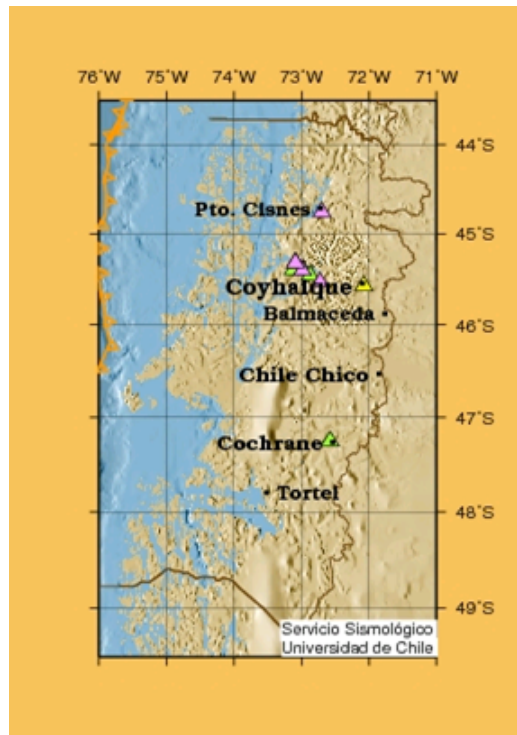 76°W 75°W 74°W 73°W 72°W 71°W
44°S
Pto. Cisnes
45°S
Coyhaique
Balmaceda
46°S
Chile Chico
47°S
Cochrane
Tortel
48°S
49°S
Servicio Sismológico
Universidad de Chile